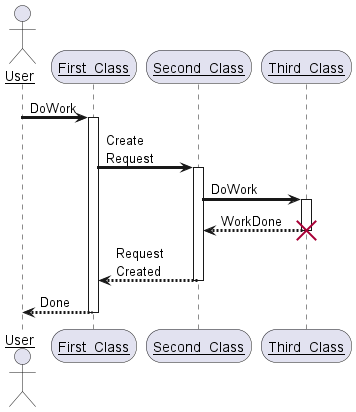 User
First Class
Second Class
Third Class
DoWork
Create
Request
DoWork
WorkDone
Request
Created
Done
User
First Class
Second Class
Third Class